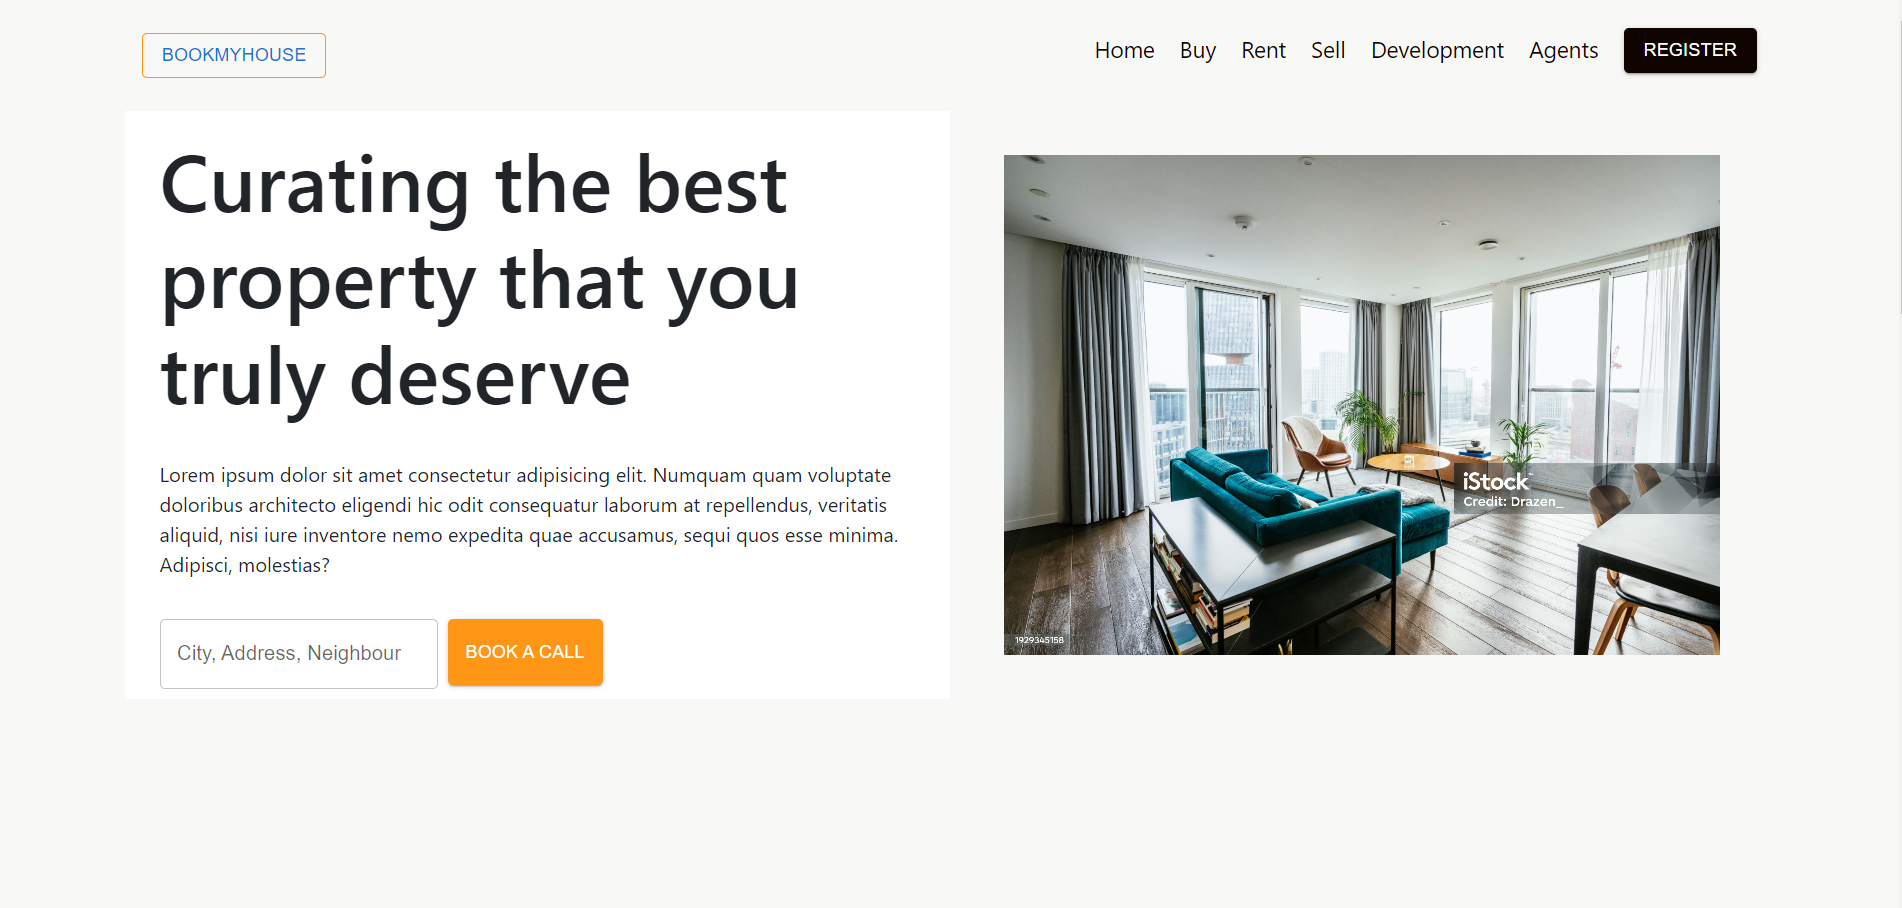 BOOKMYHOUSE
Home Buy Rent Sell Development Agents REGISTER
Curating the best
property that you
truly deserve
Lorem ipsum dolor sit amet consectetur adipisicing elit. Numquam quam voluptate
doloribus architecto eligendi hic odit consequatur laborum at repellendus, veritatis
aliquid, nisi iure inventore nemo expedita quae accusamus, sequi quos esse minima.
Adipisci, molestias?
City, Address, Neighbour
BOOK A CALL
iStock
Credit: Drazen_
1929345158